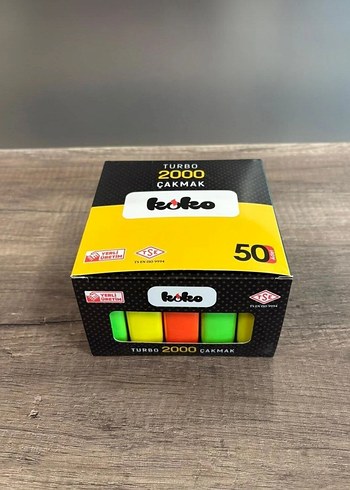 TURBO
2000
ÇAKMAK
koko
YERLİ
ÜRETİM
TSE
50
koko
YERLİ
ÜRETİM
TSE
TURBO 2000 ÇAKMAK